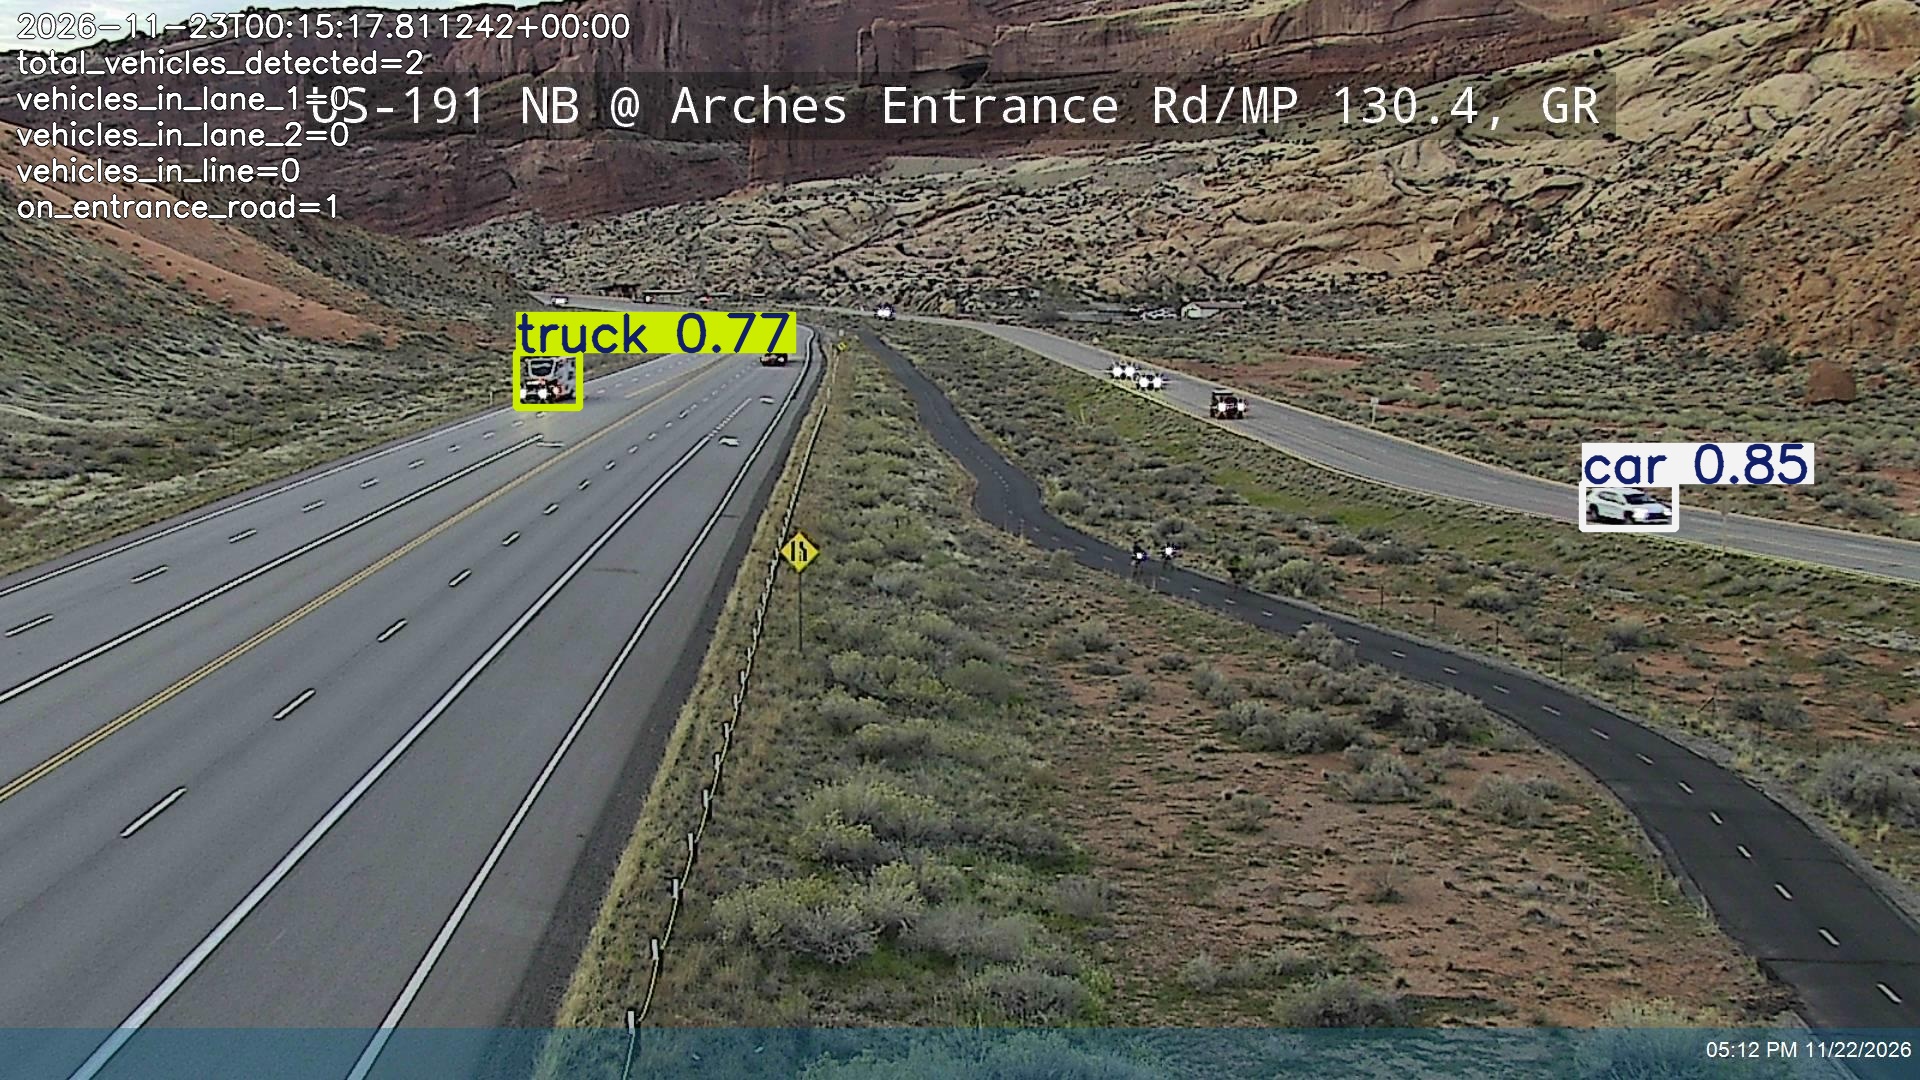 2026-11-23T00:15:17.811242+00:00
total_vehicles_detected=2
vehicles_in_lane_1=0
US-191 NB @ Arches Entrance Rd/MP 130.4, GR
vehicles_in_lane_2=0
vehicles_in_line=0
on_entrance_road=1
truck 0.77
car 0.85
05:12 PM 11/22/2026